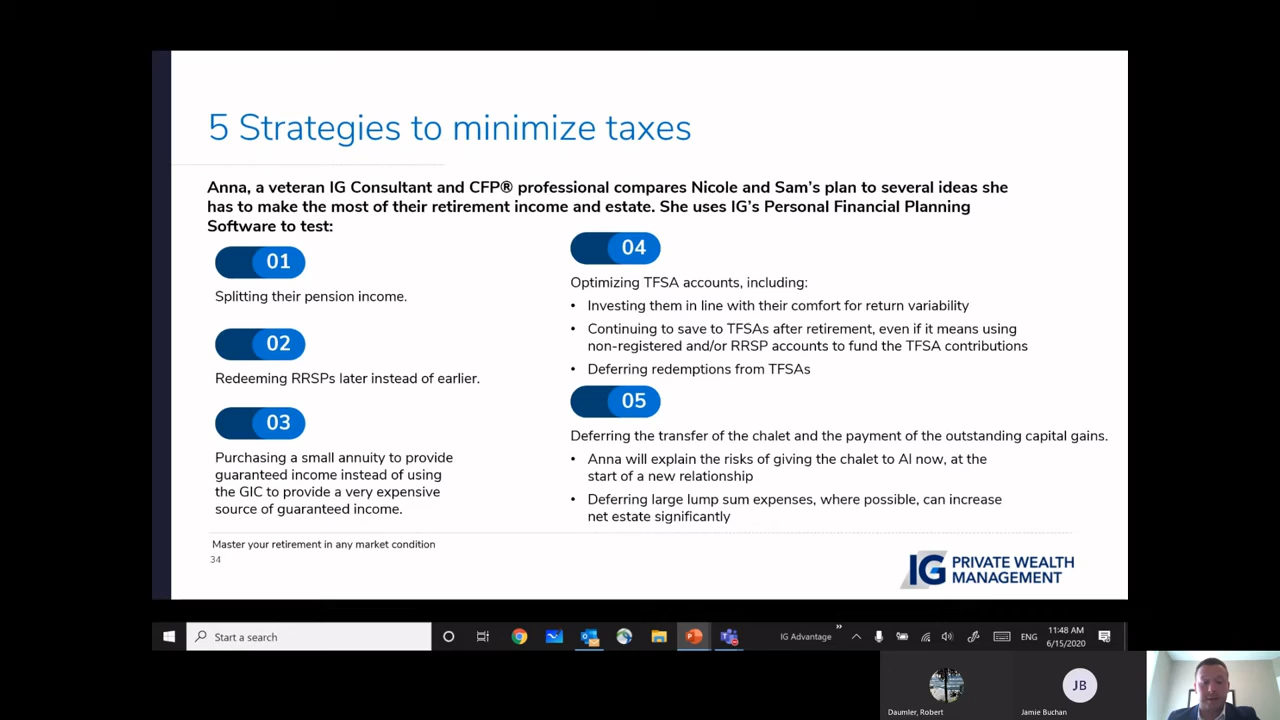 5 Strategies to minimize taxes
Anna, a veteran IG Consultant and CFP® professional compares Nicole and Sam's plan to several ideas she
has to make the most of their retirement income and estate. She uses IG's Personal Financial Planning
Software to test:
01
Splitting their pension income.
02
Redeeming RRSPs later instead of earlier.
03
Purchasing a small annuity to provide
guaranteed income instead of using
the GIC to provide a very expensive
source of guaranteed income.
04
Optimizing TFSA accounts, including:
• Investing them in line with their comfort for return variability
• Continuing to save to TFSAs after retirement, even if it means using
non-registered and/or RRSP accounts to fund the TFSA contributions
• Deferring redemptions from TFSAs
05
Deferring the transfer of the chalet and the payment of the outstanding capital gains.
• Anna will explain the risks of giving the chalet to Al now, at the
start of a new relationship
• Deferring large lump sum expenses, where possible, can increase
net estate significantly
Master your retirement in any market condition
34
IG PRIVATE WEALTH
MANAGEMENT
Start a search
IG Advantage
»
ENG
11:48 AM
6/15/2020
JB
Daumler, Robert
Jamie Buchan